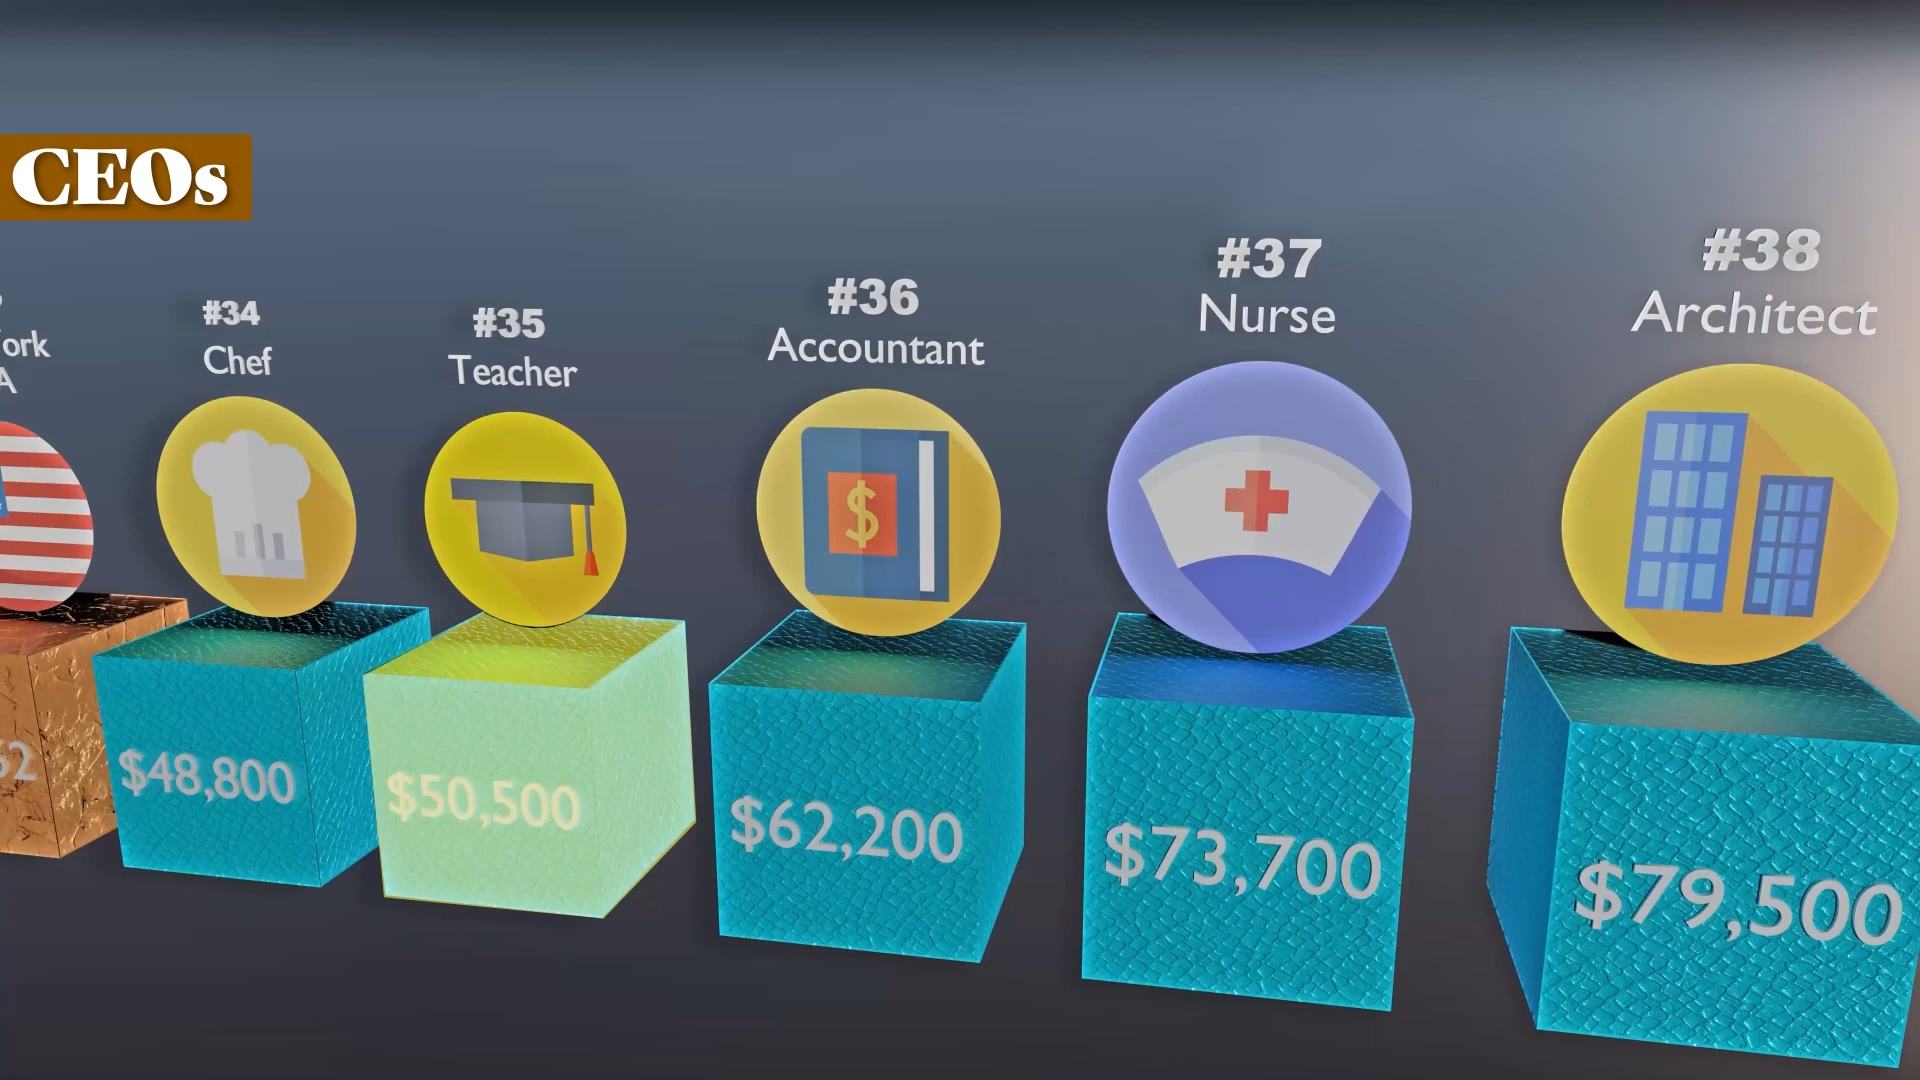 CEOs
#34
Chef
$48,800
#35
Teacher
$50,500
#36
Accountant
$62,200
#37
Nurse
$73,700
#38
Architect
$79,500